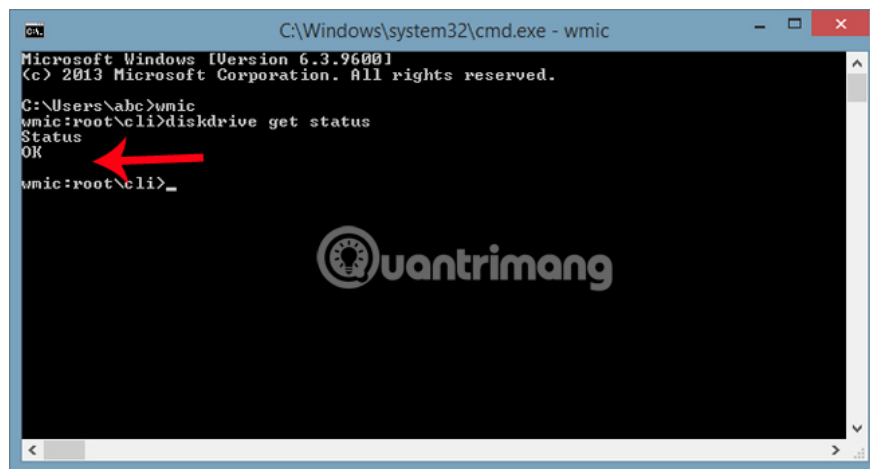 C:\Windows\system32\cmd.exe - wmic
Microsoft Windows [Version 6.3.9600]
(c) 2013 Microsoft Corporation. All rights reserved.
C:\Users\abc>wmic
wmic:root\cli>diskdrive get status
Status
OK
wmic:root\cli>_
Quantrimang